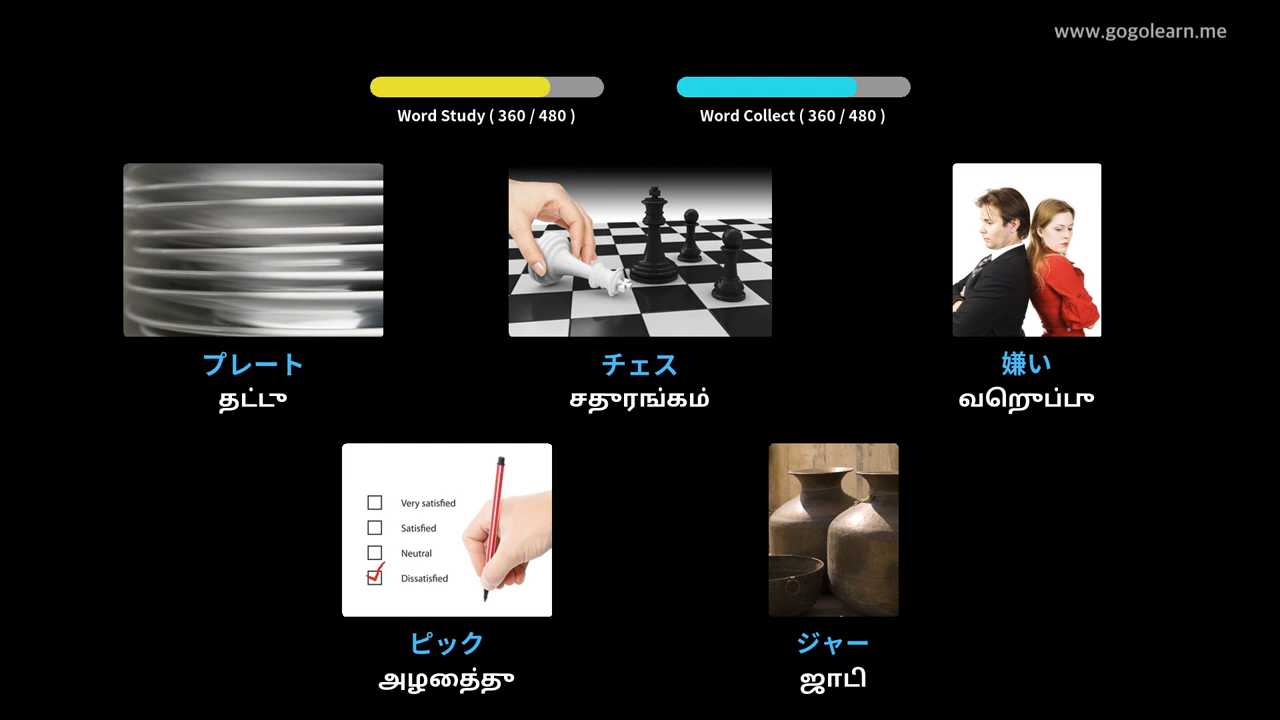 www.gogolearn.me
Word Study ( 360 / 480 )
Word Collect ( 360 / 480 )
プレート
தட்டு
チェス
சதுரங்கம்
嫌い
வெறுப்பு
Very satisfied
Satisfied
Neutral
Dissatisfied
ピック
அழைத்து
ジャー
ஜாடி